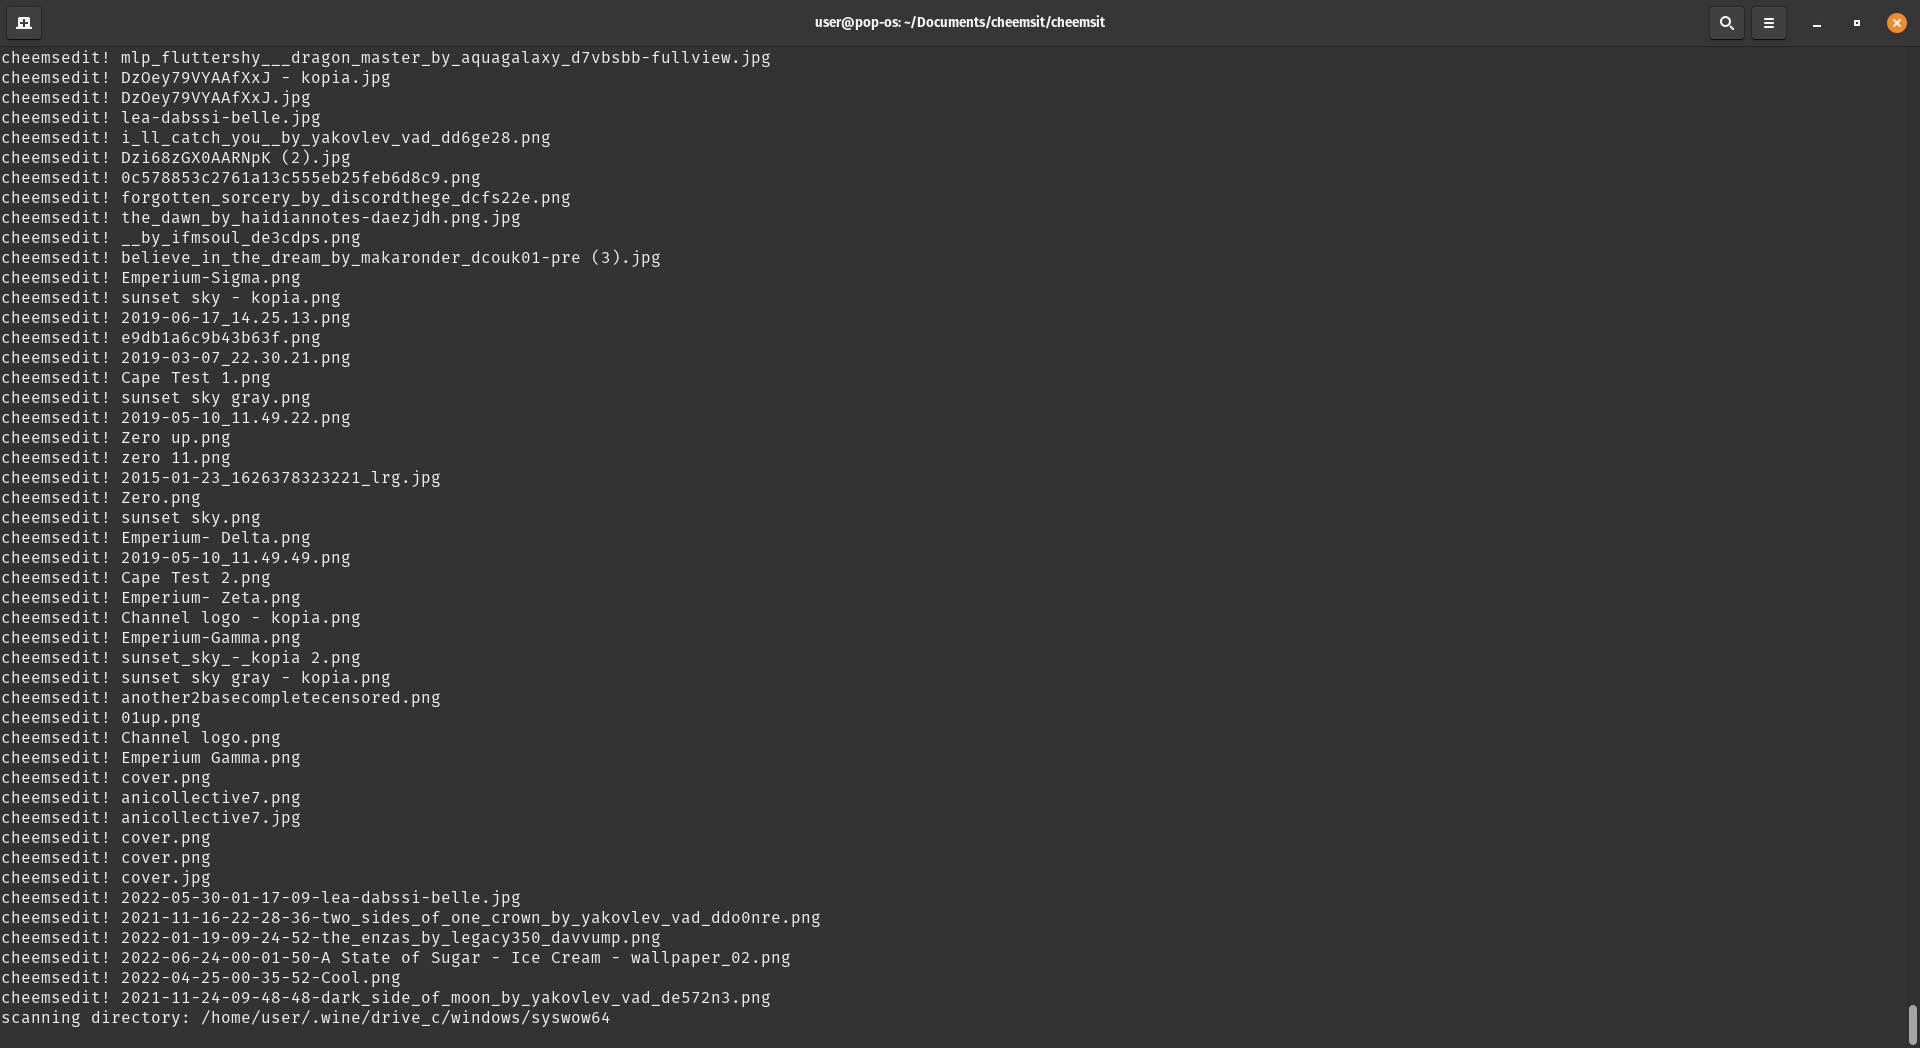 user@pop-os: ~/Documents/cheemsit/cheemsit
cheemsedit! mlp_fluttershy___dragon_master_by_aquagalaxy_d7vbsbb-fullview.jpg
cheemsedit! DzOey79VYAAfXxJ - kopia.jpg
cheemsedit! DzOey79VYAAfXxJ.jpg
cheemsedit! lea-dabssi-belle.jpg
cheemsedit! i_ll_catch_you__by_yakovlev_vad_dd6ge28.png
cheemsedit! Dzi68zGX0AARNpK (2).jpg
cheemsedit! 0c578853c2761a13c555eb25feb6d8c9.png
cheemsedit! forgotten_sorcery_by_discordthege_dcfs22e.png
cheemsedit! the_dawn_by_haidiannotes-daezjdh.png.jpg
cheemsedit! __by_ifmsoul_de3cdps.png
cheemsedit! believe_in_the_dream_by_makaronder_dcouk01-pre (3).jpg
cheemsedit! Emperium-Sigma.png
cheemsedit! sunset sky - kopia.png
cheemsedit! 2019-06-17_14.25.13.png
cheemsedit! e9db1a6c9b43b63f.png
cheemsedit! 2019-03-07_22.30.21.png
cheemsedit! Cape Test 1.png
cheemsedit! sunset sky gray.png
cheemsedit! 2019-05-10_11.49.22.png
cheemsedit! Zero up.png
cheemsedit! zero 11.png
cheemsedit! 2015-01-23_1626378323221_lrg.jpg
cheemsedit! Zero.png
cheemsedit! sunset sky.png
cheemsedit! Emperium- Delta.png
cheemsedit! 2019-05-10_11.49.49.png
cheemsedit! Cape Test 2.png
cheemsedit! Emperium- Zeta.png
cheemsedit! Channel logo - kopia.png
cheemsedit! Emperium-Gamma.png
cheemsedit! sunset_sky_-_kopia 2.png
cheemsedit! sunset sky gray - kopia.png
cheemsedit! another2basecompletecensored.png
cheemsedit! 01up.png
cheemsedit! Channel logo.png
cheemsedit! Emperium Gamma.png
cheemsedit! cover.png
cheemsedit! anicollective7.png
cheemsedit! anicollective7.jpg
cheemsedit! cover.png
cheemsedit! cover.png
cheemsedit! cover.jpg
cheemsedit! 2022-05-30-01-17-09-lea-dabssi-belle.jpg
cheemsedit! 2021-11-16-22-28-36-two_sides_of_one_crown_by_yakovlev_vad_ddo0nre.png
cheemsedit! 2022-01-19-09-24-52-the_enzas_by_legacy350_davvump.png
cheemsedit! 2022-06-24-00-01-50-A State of Sugar - Ice Cream - wallpaper_02.png
cheemsedit! 2022-04-25-00-35-52-Cool.png
cheemsedit! 2021-11-24-09-48-48-dark_side_of_moon_by_yakovlev_vad_de572n3.png
scanning directory: /home/user/.wine/drive_c/windows/syswow64